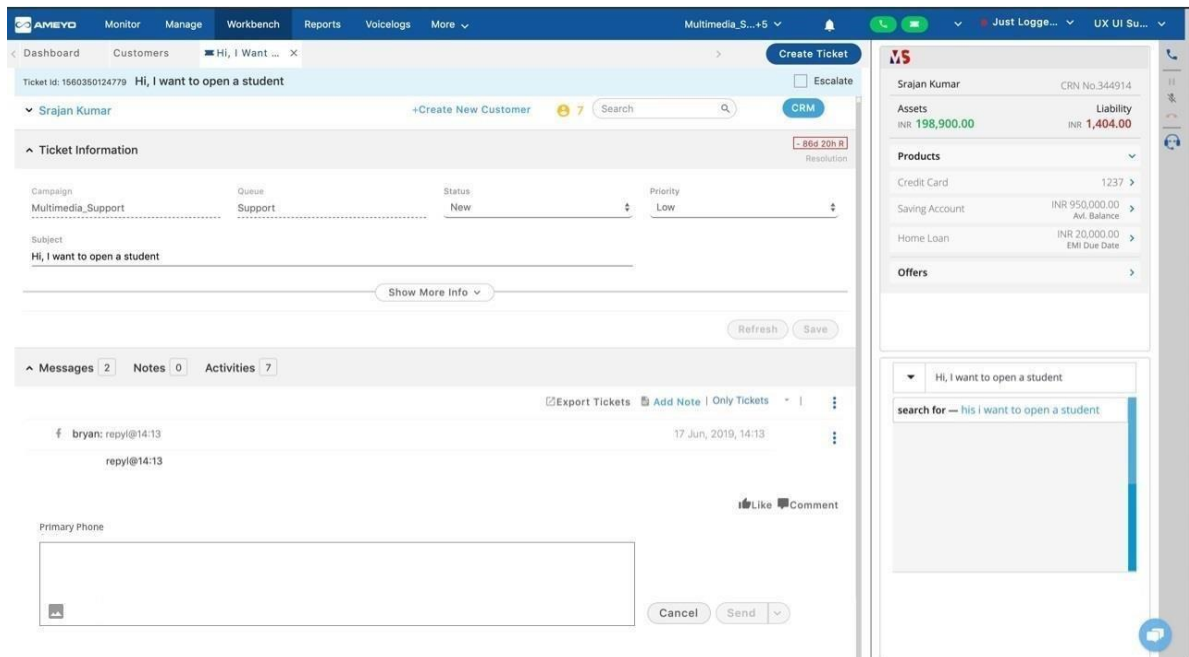 AMEYO Monitor Manage Workbench Reports Voicelogs More Multimedia_S...+5 Just Logge... UX UI Su...
Dashboard Customers Hi, I Want ... X Create Ticket
Ticket Id: 1560350124779 Hi, I want to open a student Escalate
Srajan Kumar +Create New Customer 7 Search CRM
Ticket Information - 86d 20h R
Resolution
Campaign Queue Status Priority
Multimedia_Support Support New Low
Subject
Hi, I want to open a student
Show More Info
Refresh Save
Messages 2 Notes 0 Activities 7
Export Tickets Add Note | Only Tickets |
bryan: repyl@14:13 17 Jun, 2019, 14:13
repyl@14:13
Like Comment
Primary Phone
Cancel Send
MS
Srajan Kumar CRN No.344914
Assets Liability
INR 198,900.00 INR 1,404.00
Products
Credit Card 1237
Saving Account INR 950,000.00
Avl. Balance
Home Loan INR 20,000.00
EMI Due Date
Offers
Hi, I want to open a student
search for — his i want to open a student